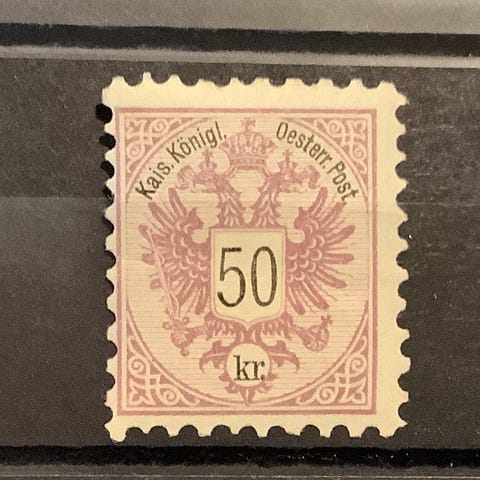 Kais. Königl. Oesterr. Post.
50
kr.